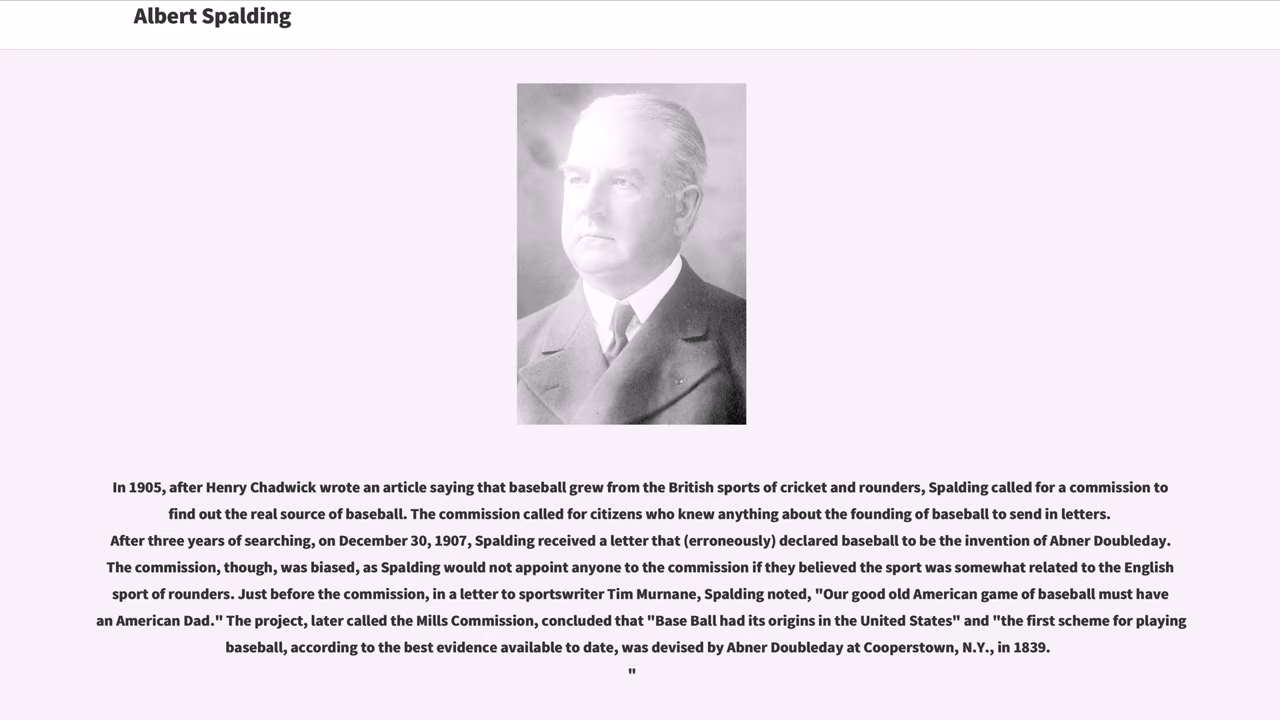 Albert Spalding
In 1905, after Henry Chadwick wrote an article saying that baseball grew from the British sports of cricket and rounders, Spalding called for a commission to
find out the real source of baseball. The commission called for citizens who knew anything about the founding of baseball to send in letters.
After three years of searching, on December 30, 1907, Spalding received a letter that (erroneously) declared baseball to be the invention of Abner Doubleday.
The commission, though, was biased, as Spalding would not appoint anyone to the commission if they believed the sport was somewhat related to the English
sport of rounders. Just before the commission, in a letter to sportswriter Tim Murnane, Spalding noted, "Our good old American game of baseball must have
an American Dad." The project, later called the Mills Commission, concluded that "Base Ball had its origins in the United States" and "the first scheme for playing
baseball, according to the best evidence available to date, was devised by Abner Doubleday at Cooperstown, N.Y., in 1839.
"